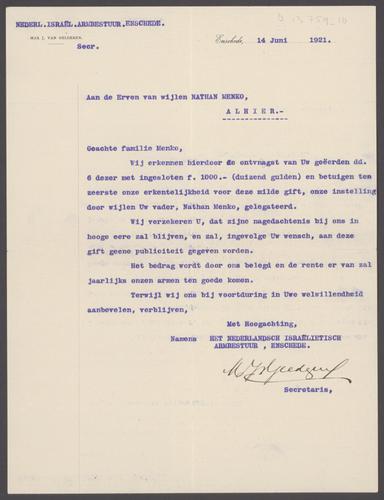 D 13.759_10
NEDERL. ISRAËL. ARMBESTUUR. ENSCHEDE.
MAX J. VAN GELDEREN.
Secr.
Enschede, 14 Juni 1921.
Aan de Erven van wijlen NATHAN MENKO,
ALHIER.-
Geachte familie Menko,
Wij erkennen hierdoor de ontvangst van Uw geëerden dd.
6 dezer met ingesloten f. 1000.- (duizend gulden) en betuigen ten
zeerste onze erkentelijkheid voor deze milde gift, onze instelling
door wijlen Uw vader, Nathan Menko, gelegateerd.
Wij verzekeren U, dat zijne nagedachtenis bij ons in
hooge eere zal blijven, en zal, ingevolge Uw wensch, aan deze
gift geene publiciteit gegeven vorden.
Het bedrag wordt door ons belegd en de rente er van zal
jaarlijks onzen armen ten goede komen.
Terwijl wij ons bij voortduring in Uwe welwillendheid
aanbevelen, verblijven,
Met Hoogachting,
Namens HET NEDERLANDSCH ISRAËLIETISCH
ARMBESTUUR , ENSCHEDE.
Secretaris,